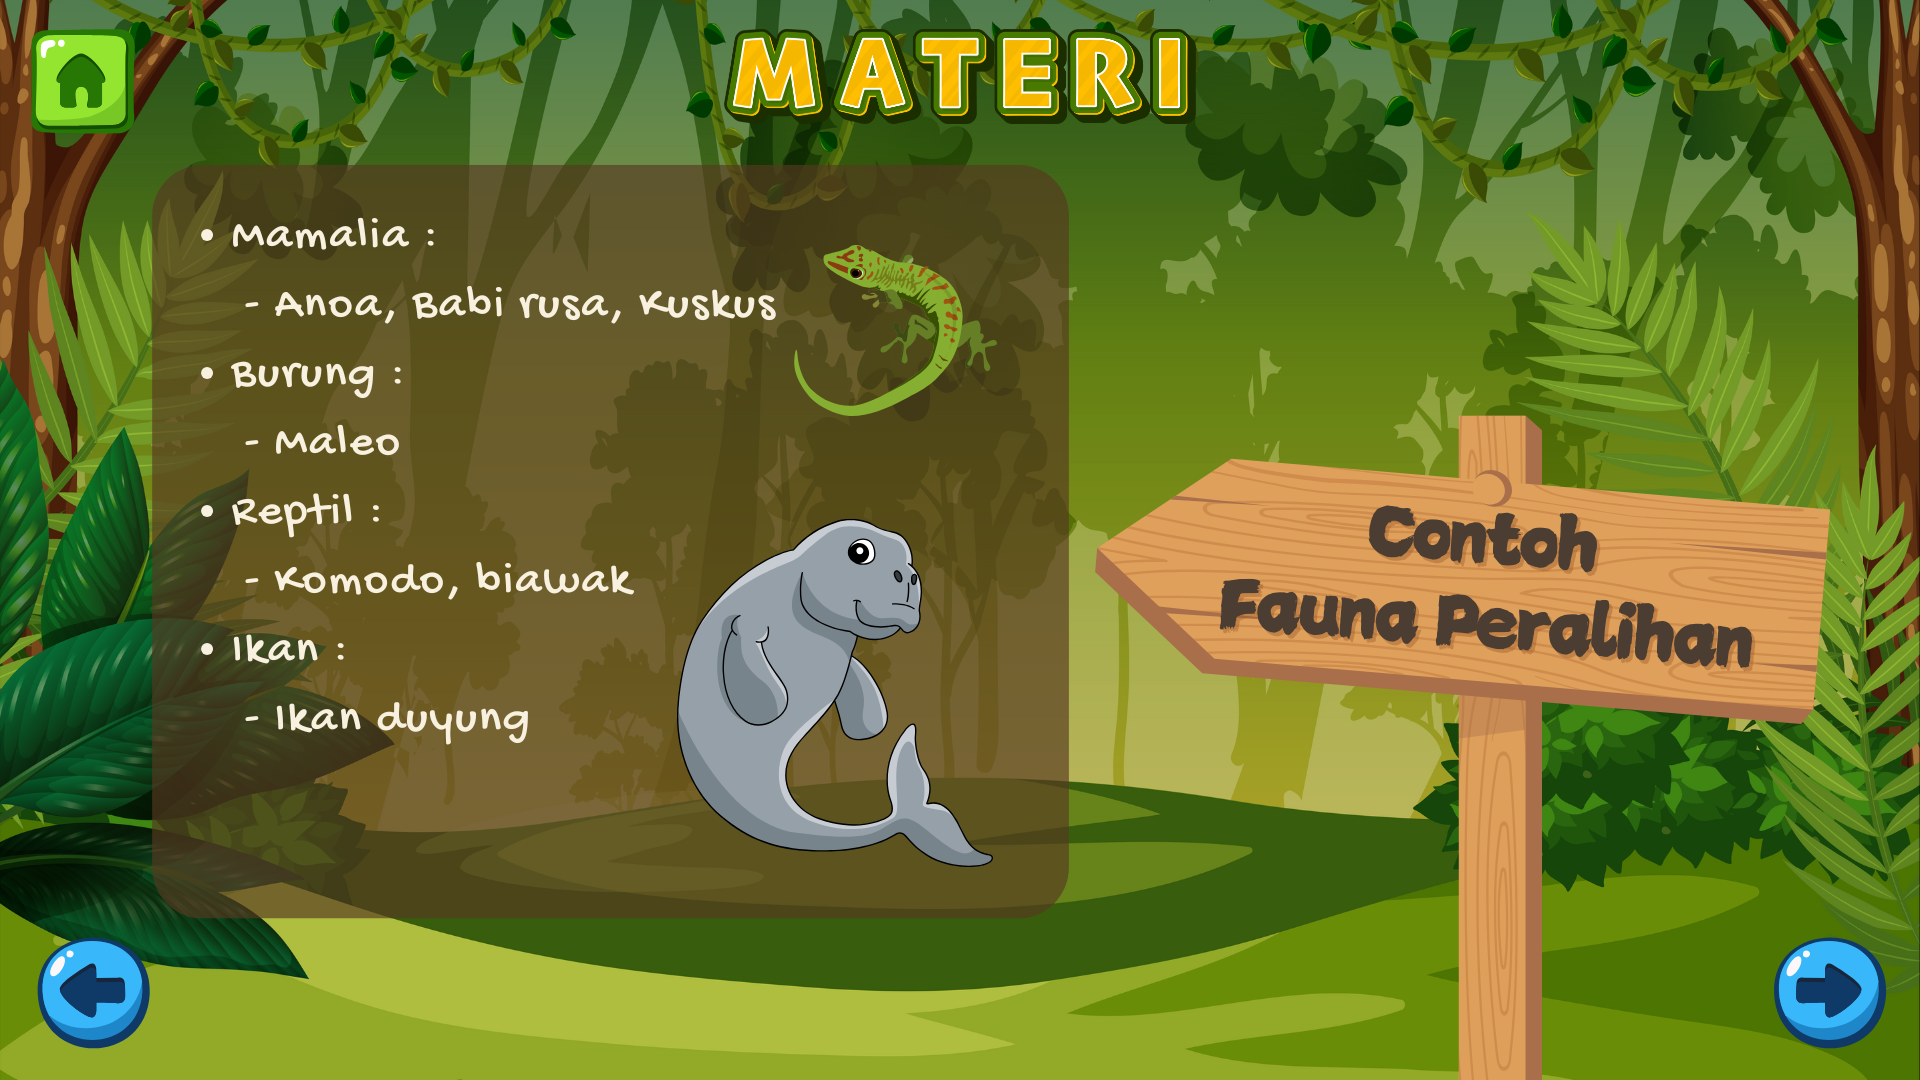 MATERI
• Mamalia :
- Anoa, Babi rusa, Kuskus
• Burung :
- Maleo
• Reptil :
- Komodo, biawak
• Ikan :
- Ikan duyung
Contoh
Fauna Peralihan